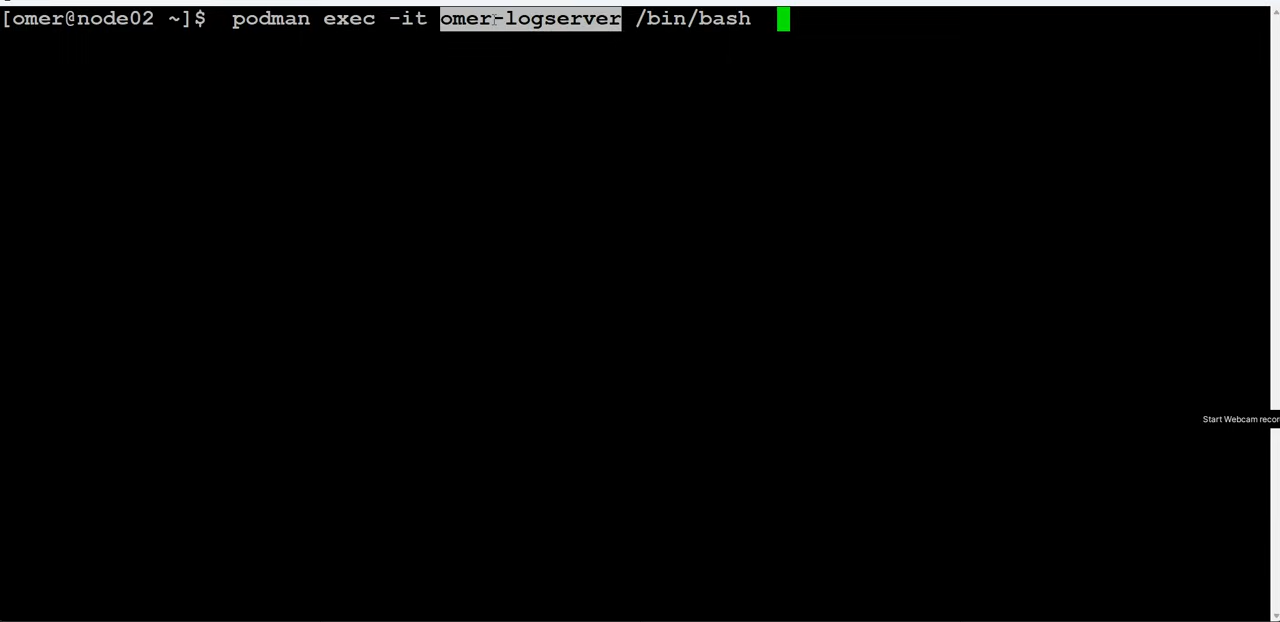 [omer@node02 ~]$  podman exec -it omer-logserver /bin/bash
Start Webcam recor